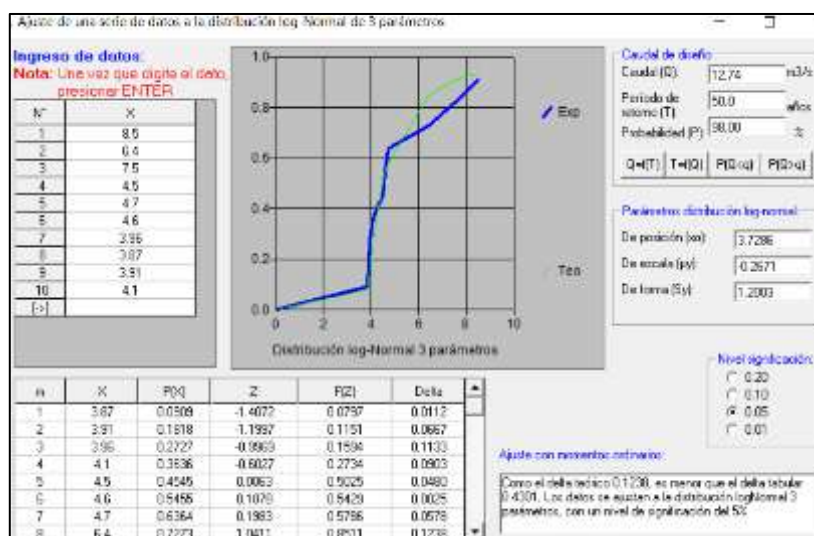 Ajuste de una serie de datos a la distribución log-Normal de 3 parámetros
Ingreso de datos:
Nota: Una vez que digite el dato,
presionar ENTER
N° X
1 8.5
2 6.4
3 7.5
4 4.5
5 4.7
6 4.6
7 3.96
8 3.87
9 3.91
10 4.1
[->]
1.0
0.8
0.6
0.4
0.2
0.0
0 2 4 6 8 10
Exp
Teo
Distribución log-Normal 3 parámetros
Caudal de diseño
Caudal (Q): 12.74 m3/s
Periodo de
retorno (T): 50.0 años
Probabilidad (P): 98.00 %
Q=f(T) T=f(Q) P(Q<q) P(Q>q)
Parámetros distribución log-normal:
De posición (xo): 3.7286
De escala (μy): -0.2671
De forma (Sy): 1.2003
Nivel significación:
0.20
0.10
0.05
0.01
m X P(X) Z F(Z) Delta
1 3.87 0.0909 -1.4072 0.0797 0.0112
2 3.91 0.1818 -1.1997 0.1151 0.0667
3 3.96 0.2727 -0.9969 0.1594 0.1133
4 4.1 0.3636 -0.6027 0.2734 0.0903
5 4.5 0.4545 0.0063 0.5025 0.0480
6 4.6 0.5455 0.1078 0.5429 0.0025
7 4.7 0.6364 0.1983 0.5786 0.0578
8 6.4 0.7273 1.0411 0.8511 0.1238
Ajuste con momentos ordinarios:
Como el delta teórico 0.1238, es menor que el delta tabular
0.4301. Los datos se ajustan a la distribución logNormal 3
parámetros, con un nivel de significación del 5%